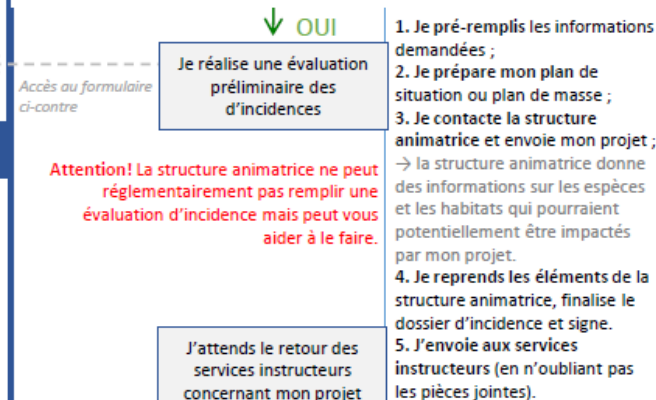 OUI
Je réalise une évaluation
préliminaire des
d'incidences
Accès au formulaire
ci-contre
Attention! La structure animatrice ne peut
réglementairement pas remplir une
évaluation d'incidence mais peut vous
aider à le faire.
J'attends le retour des
services instructeurs
concernant mon projet
1. Je pré-remplis les informations
demandées ;
2. Je prépare mon plan de
situation ou plan de masse ;
3. Je contacte la structure
animatrice et envoie mon projet ;
→ la structure animatrice donne
des informations sur les espèces
et les habitats qui pourraient
potentiellement être impactés
par mon projet.
4. Je reprends les éléments de la
structure animatrice, finalise le
dossier d'incidence et signe.
5. J'envoie aux services
instructeurs (en n'oubliant pas
les pièces jointes).